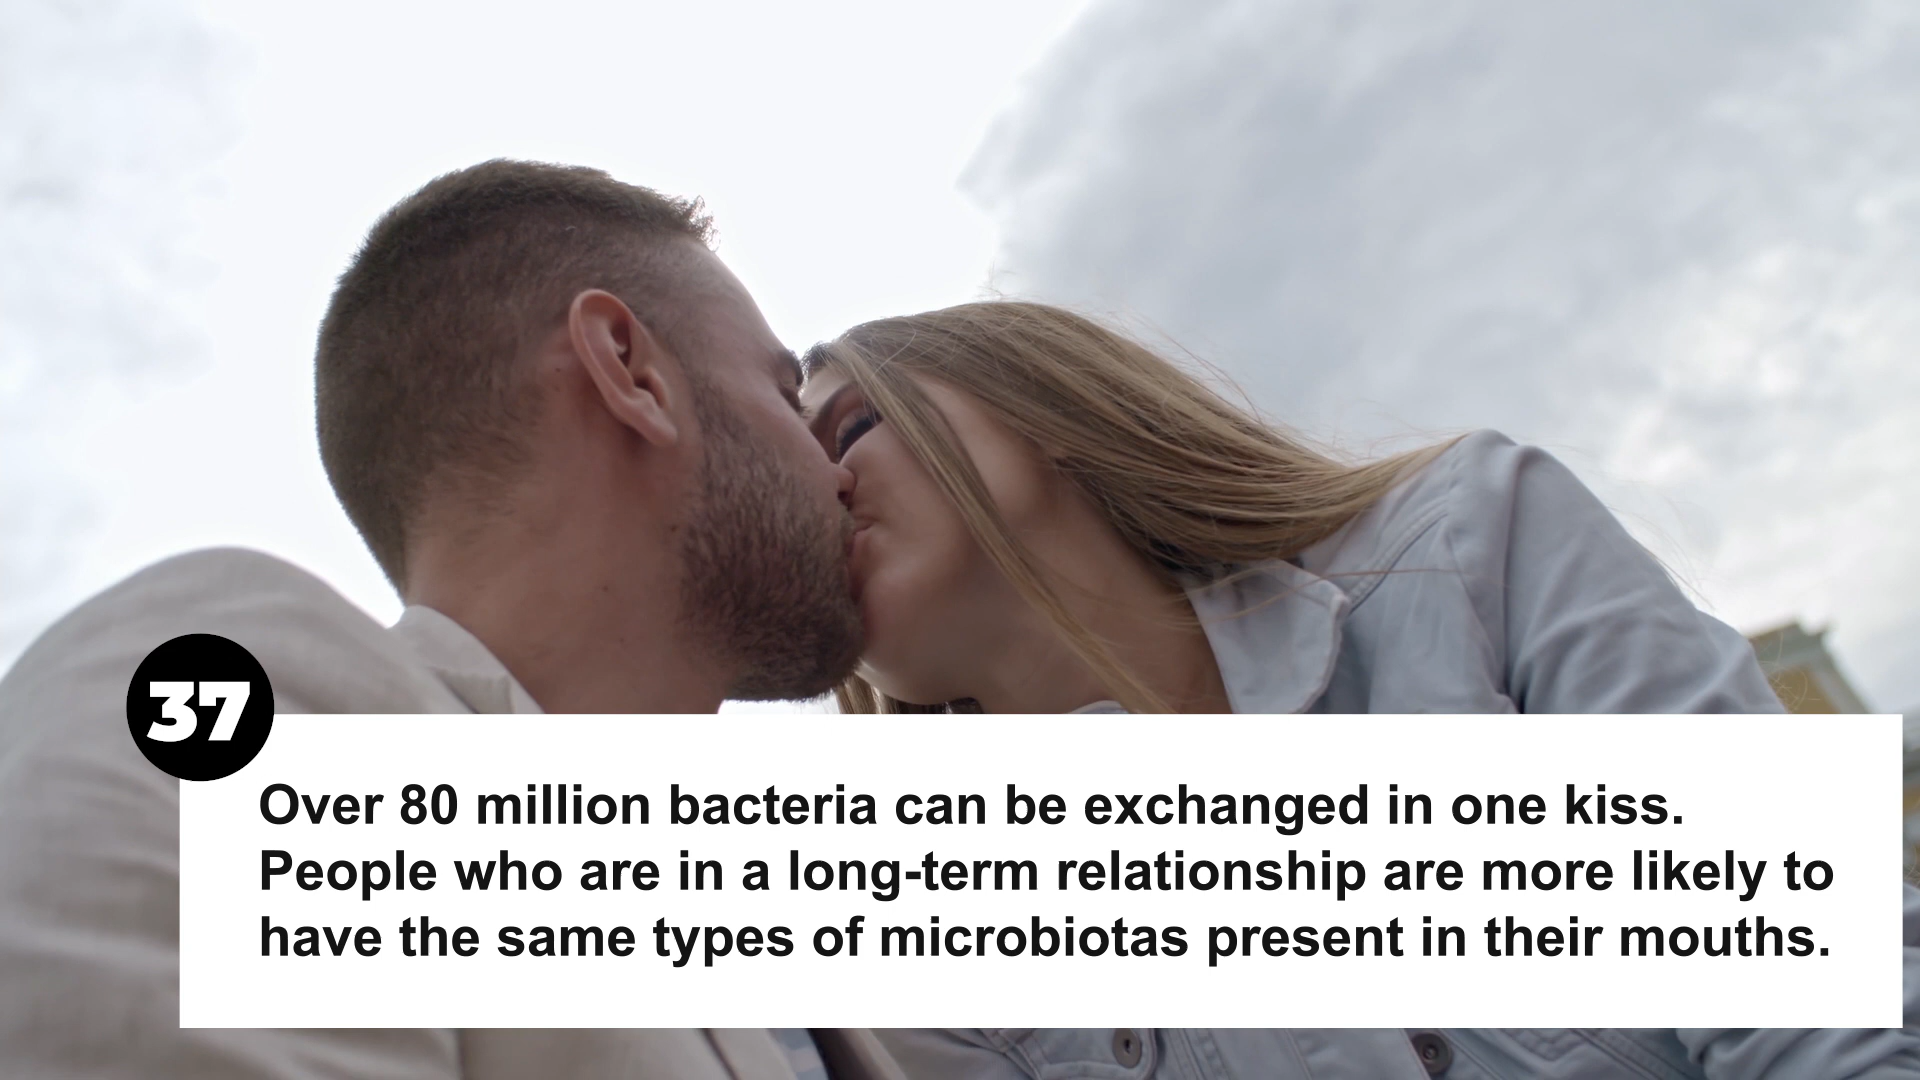 37
Over 80 million bacteria can be exchanged in one kiss.
People who are in a long-term relationship are more likely to
have the same types of microbiotas present in their mouths.